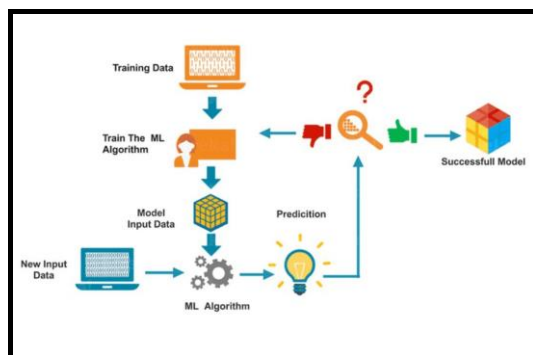 Training Data
Train The ML
Algorithm
?
Successfull Model
Model
Input Data
Predicition
New Input
Data
ML Algorithm